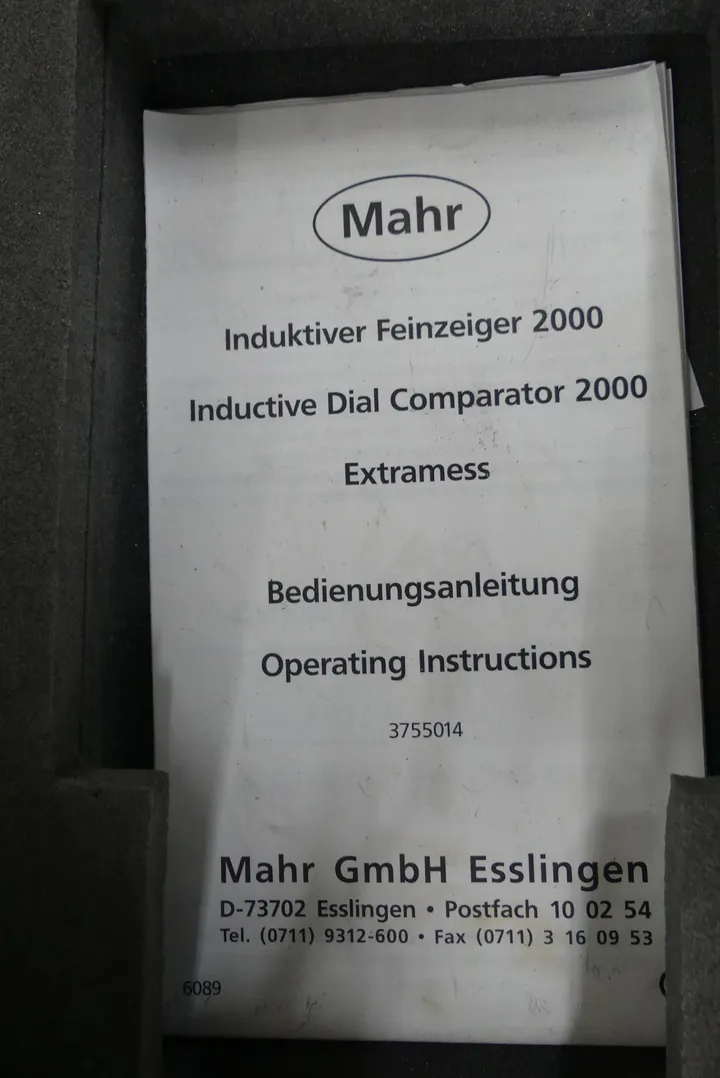 Mahr
Induktiver Feinzeiger 2000
Inductive Dial Comparator 2000
Extramess
Bedienungsanleitung
Operating Instructions
3755014
Mahr GmbH Esslingen
D-73702 Esslingen • Postfach 10 02 54
Tel. (0711) 9312-600 • Fax (0711) 3 16 09 53
6089